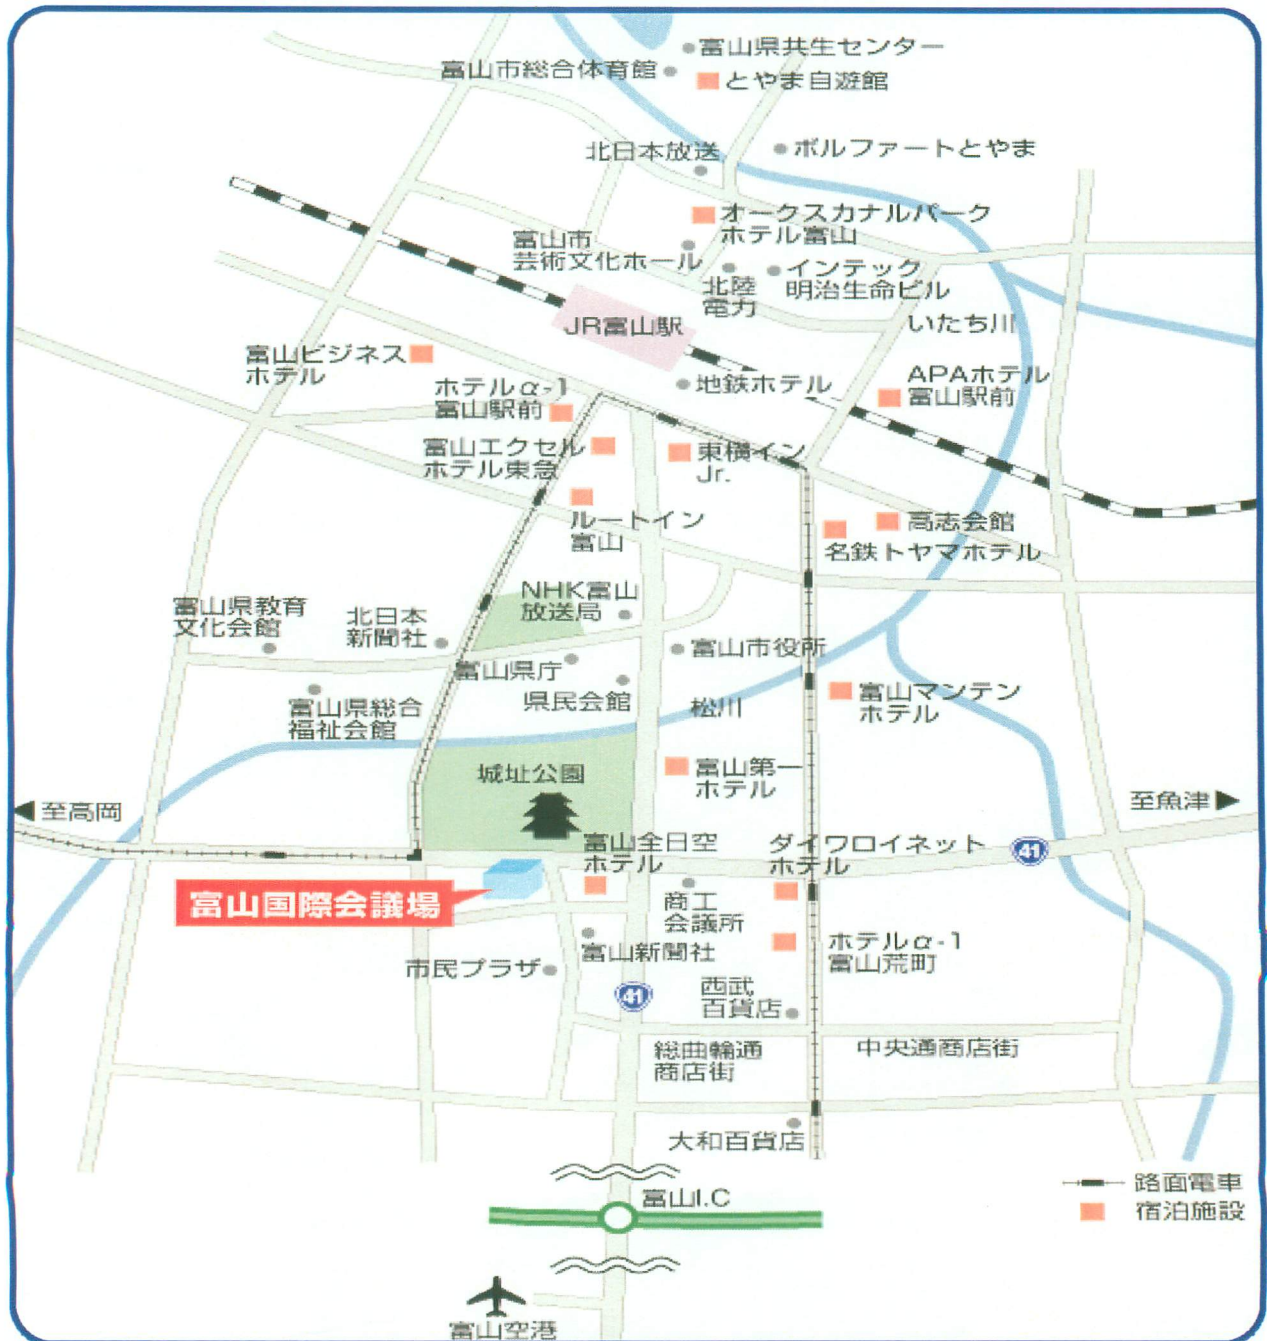 富山県共生センター
富山市総合体育館
とやま自遊館
北日本放送
ボルファートとやま
オークスカナルパーク
ホテル富山
富山市
芸術文化ホール
北陸
電力
インテック
明治生命ビル
いたち川
JR富山駅
富山ビジネス
ホテル
ホテルα-1
富山駅前
地鉄ホテル
APAホテル
富山駅前
富山エクセル
ホテル東急
東横イン
Jr.
ルートイン
富山
高志会館
名鉄トヤマホテル
NHK富山
放送局
富山県教育
文化会館
北日本
新聞社
富山県庁
富山市役所
県民会館
富山県総合
福祉会館
松川
富山マンテン
ホテル
城址公園
富山第一
ホテル
至高岡
至魚津
富山全日空
ホテル
ダイワロイネット
ホテル
41
富山国際会議場
商工
会議所
富山新聞社
ホテルα-1
富山荒町
市民プラザ
41
西武
百貨店
総曲輪通
商店街
中央通商店街
大和百貨店
路面電車
富山I.C
宿泊施設
富山空港